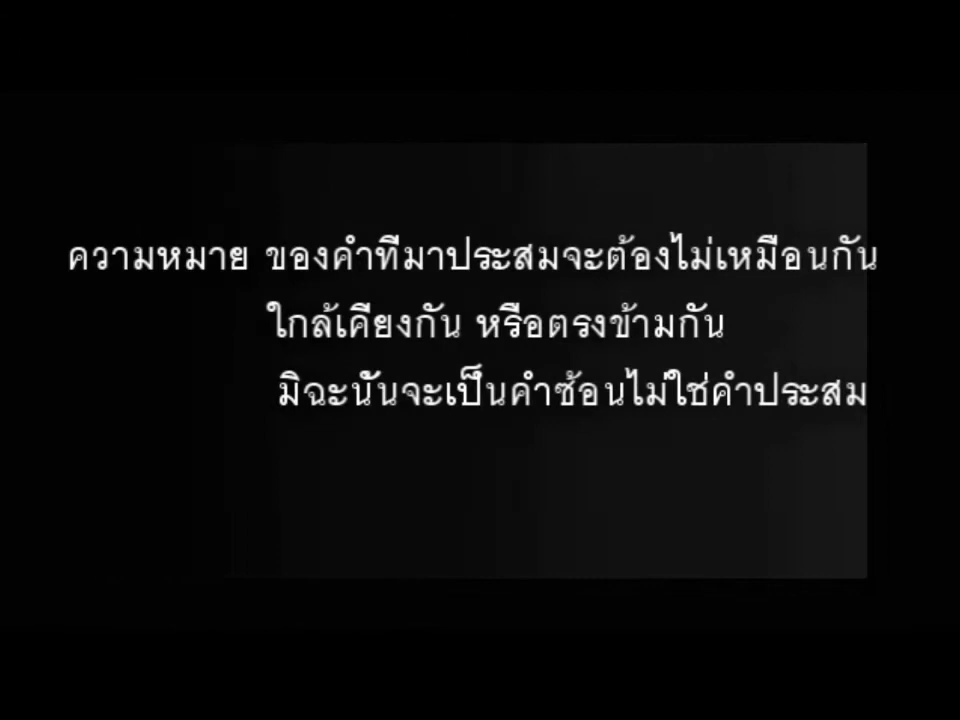 ความหมาย ของคำที่มาประสมจะต้องไม่เหมือนกัน
ใกล้เคียงกัน หรือตรงข้ามกัน
มิฉะนั้นจะเป็นคำซ้อนไม่ใช่คำประสม